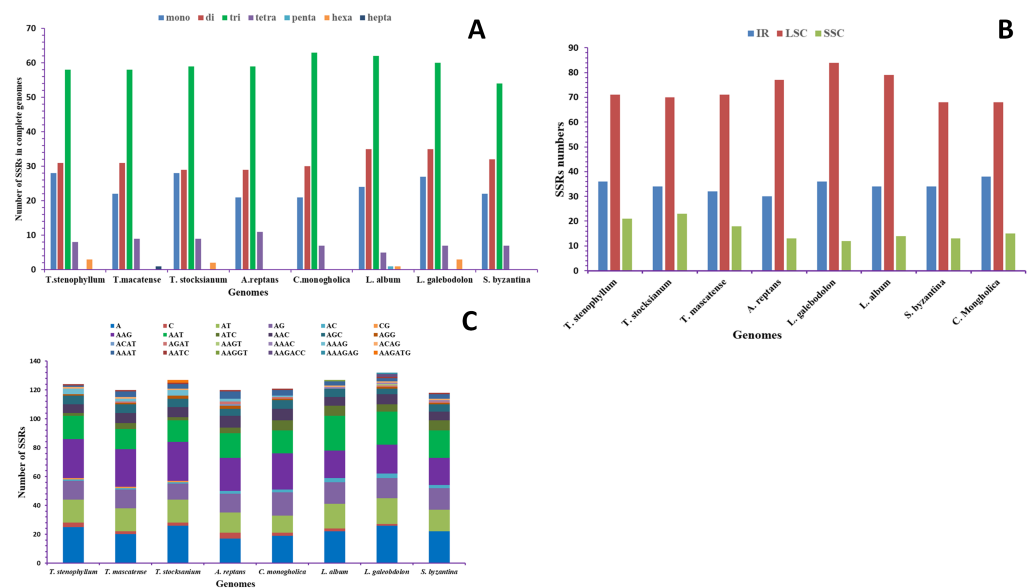 A
mono di tri tetra penta hexa hepta
Number of SSRs in complete genomes
70
60
50
40
30
20
10
0
T.stenophyllum T.macatense T. stocksianum A.reptans C.monogholica L. album L. galebodolum S. byzantina
Genomes
B
IR LSC SSC
SSRs numbers
90
80
70
60
50
40
30
20
10
0
T. stenophyllum T. stocksianum T. mascatense A. reptans L. galebodolon L. album S. byzantina C. Mongholica
Genomes
C
A C AT AG AC CG
AAG AAT ATC AAC AGC AGG
ACAT AGAT AAGT AAAC AAAG ACAG
AAAT AATC AAGGT AAGACC AAAGAG AAGATG
Number of SSRs
140
120
100
80
60
40
20
0
T. stenophyllum T. mascatense T. stocksanium A. reptans C. monogholica L. album L. galeobdolon S. byzantina
Genomes